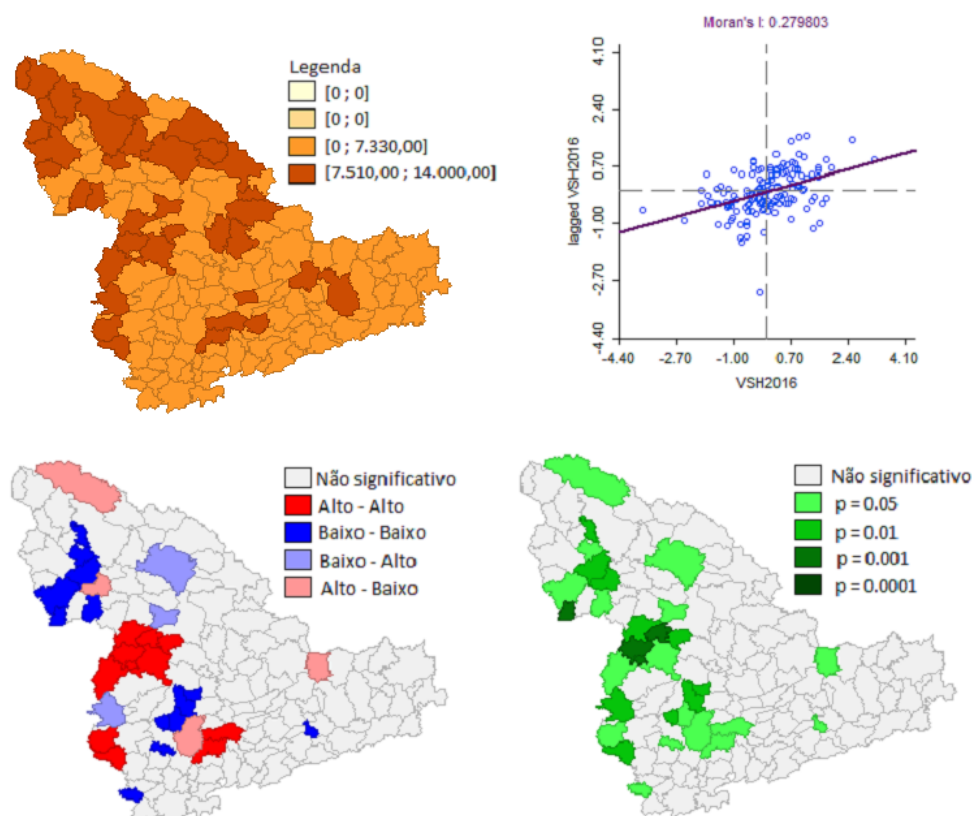 Legenda
[0 ; 0]
[0 ; 0]
[0 ; 7.330,00]
[7.510,00 ; 14.000,00]
Moran's I: 0.279803
lagged VSH2016
4.10
2.40
0.70
-1.00
-2.70
-4.40
-4.40 -2.70 -1.00 0.70 2.40 4.10
VSH2016
Não significativo
Alto - Alto
Baixo - Baixo
Baixo - Alto
Alto - Baixo
Não significativo
p = 0.05
p = 0.01
p = 0.001
p = 0.0001